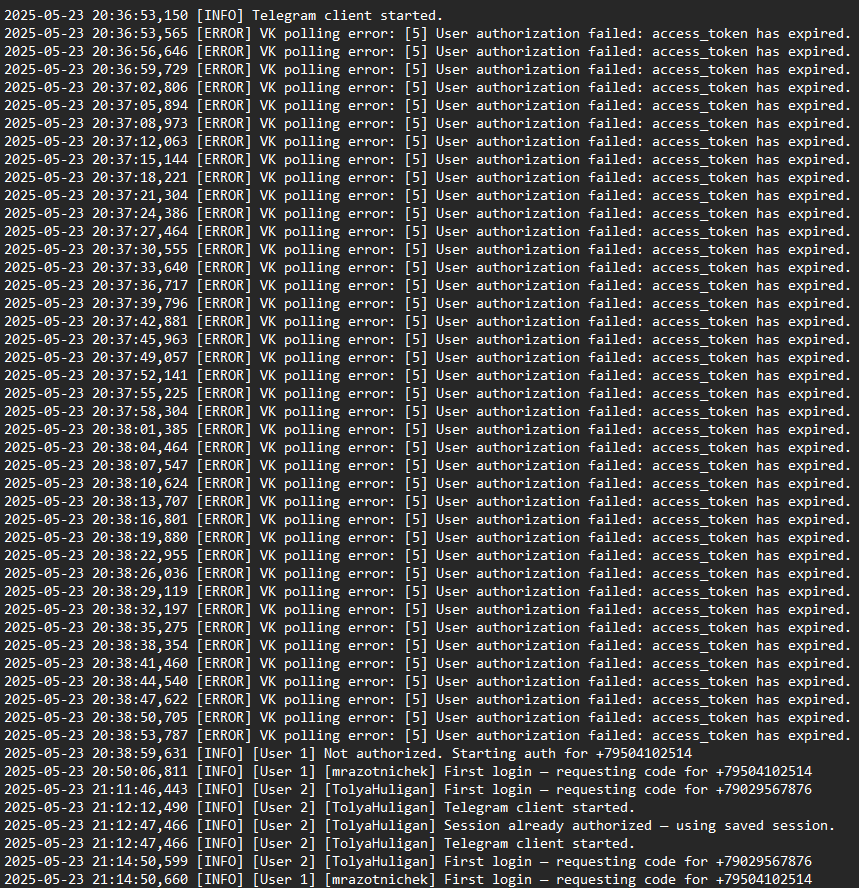 2025-05-23 20:36:53,150 [INFO] Telegram client started.
2025-05-23 20:36:53,565 [ERROR] VK polling error: [5] User authorization failed: access_token has expired.
2025-05-23 20:36:56,646 [ERROR] VK polling error: [5] User authorization failed: access_token has expired.
2025-05-23 20:36:59,729 [ERROR] VK polling error: [5] User authorization failed: access_token has expired.
2025-05-23 20:37:02,806 [ERROR] VK polling error: [5] User authorization failed: access_token has expired.
2025-05-23 20:37:05,894 [ERROR] VK polling error: [5] User authorization failed: access_token has expired.
2025-05-23 20:37:08,973 [ERROR] VK polling error: [5] User authorization failed: access_token has expired.
2025-05-23 20:37:12,063 [ERROR] VK polling error: [5] User authorization failed: access_token has expired.
2025-05-23 20:37:15,144 [ERROR] VK polling error: [5] User authorization failed: access_token has expired.
2025-05-23 20:37:18,221 [ERROR] VK polling error: [5] User authorization failed: access_token has expired.
2025-05-23 20:37:21,304 [ERROR] VK polling error: [5] User authorization failed: access_token has expired.
2025-05-23 20:37:24,386 [ERROR] VK polling error: [5] User authorization failed: access_token has expired.
2025-05-23 20:37:27,464 [ERROR] VK polling error: [5] User authorization failed: access_token has expired.
2025-05-23 20:37:30,555 [ERROR] VK polling error: [5] User authorization failed: access_token has expired.
2025-05-23 20:37:33,640 [ERROR] VK polling error: [5] User authorization failed: access_token has expired.
2025-05-23 20:37:36,717 [ERROR] VK polling error: [5] User authorization failed: access_token has expired.
2025-05-23 20:37:39,796 [ERROR] VK polling error: [5] User authorization failed: access_token has expired.
2025-05-23 20:37:42,881 [ERROR] VK polling error: [5] User authorization failed: access_token has expired.
2025-05-23 20:37:45,963 [ERROR] VK polling error: [5] User authorization failed: access_token has expired.
2025-05-23 20:37:49,057 [ERROR] VK polling error: [5] User authorization failed: access_token has expired.
2025-05-23 20:37:52,141 [ERROR] VK polling error: [5] User authorization failed: access_token has expired.
2025-05-23 20:37:55,225 [ERROR] VK polling error: [5] User authorization failed: access_token has expired.
2025-05-23 20:37:58,304 [ERROR] VK polling error: [5] User authorization failed: access_token has expired.
2025-05-23 20:38:01,385 [ERROR] VK polling error: [5] User authorization failed: access_token has expired.
2025-05-23 20:38:04,464 [ERROR] VK polling error: [5] User authorization failed: access_token has expired.
2025-05-23 20:38:07,547 [ERROR] VK polling error: [5] User authorization failed: access_token has expired.
2025-05-23 20:38:10,624 [ERROR] VK polling error: [5] User authorization failed: access_token has expired.
2025-05-23 20:38:13,707 [ERROR] VK polling error: [5] User authorization failed: access_token has expired.
2025-05-23 20:38:16,801 [ERROR] VK polling error: [5] User authorization failed: access_token has expired.
2025-05-23 20:38:19,880 [ERROR] VK polling error: [5] User authorization failed: access_token has expired.
2025-05-23 20:38:22,955 [ERROR] VK polling error: [5] User authorization failed: access_token has expired.
2025-05-23 20:38:26,036 [ERROR] VK polling error: [5] User authorization failed: access_token has expired.
2025-05-23 20:38:29,119 [ERROR] VK polling error: [5] User authorization failed: access_token has expired.
2025-05-23 20:38:32,197 [ERROR] VK polling error: [5] User authorization failed: access_token has expired.
2025-05-23 20:38:35,275 [ERROR] VK polling error: [5] User authorization failed: access_token has expired.
2025-05-23 20:38:38,354 [ERROR] VK polling error: [5] User authorization failed: access_token has expired.
2025-05-23 20:38:41,460 [ERROR] VK polling error: [5] User authorization failed: access_token has expired.
2025-05-23 20:38:44,540 [ERROR] VK polling error: [5] User authorization failed: access_token has expired.
2025-05-23 20:38:47,622 [ERROR] VK polling error: [5] User authorization failed: access_token has expired.
2025-05-23 20:38:50,705 [ERROR] VK polling error: [5] User authorization failed: access_token has expired.
2025-05-23 20:38:53,787 [ERROR] VK polling error: [5] User authorization failed: access_token has expired.
2025-05-23 20:38:59,631 [INFO] [User 1] Not authorized. Starting auth for +79504102514
2025-05-23 20:50:06,811 [INFO] [User 1] [mrazotnichek] First login — requesting code for +79504102514
2025-05-23 21:11:46,443 [INFO] [User 2] [TolyaHuligan] First login — requesting code for +79029567876
2025-05-23 21:12:12,490 [INFO] [User 2] [TolyaHuligan] Telegram client started.
2025-05-23 21:12:47,466 [INFO] [User 2] [TolyaHuligan] Session already authorized — using saved session.
2025-05-23 21:12:47,466 [INFO] [User 2] [TolyaHuligan] Telegram client started.
2025-05-23 21:14:50,599 [INFO] [User 2] [TolyaHuligan] First login — requesting code for +79029567876
2025-05-23 21:14:50,660 [INFO] [User 1] [mrazotnichek] First login — requesting code for +79504102514